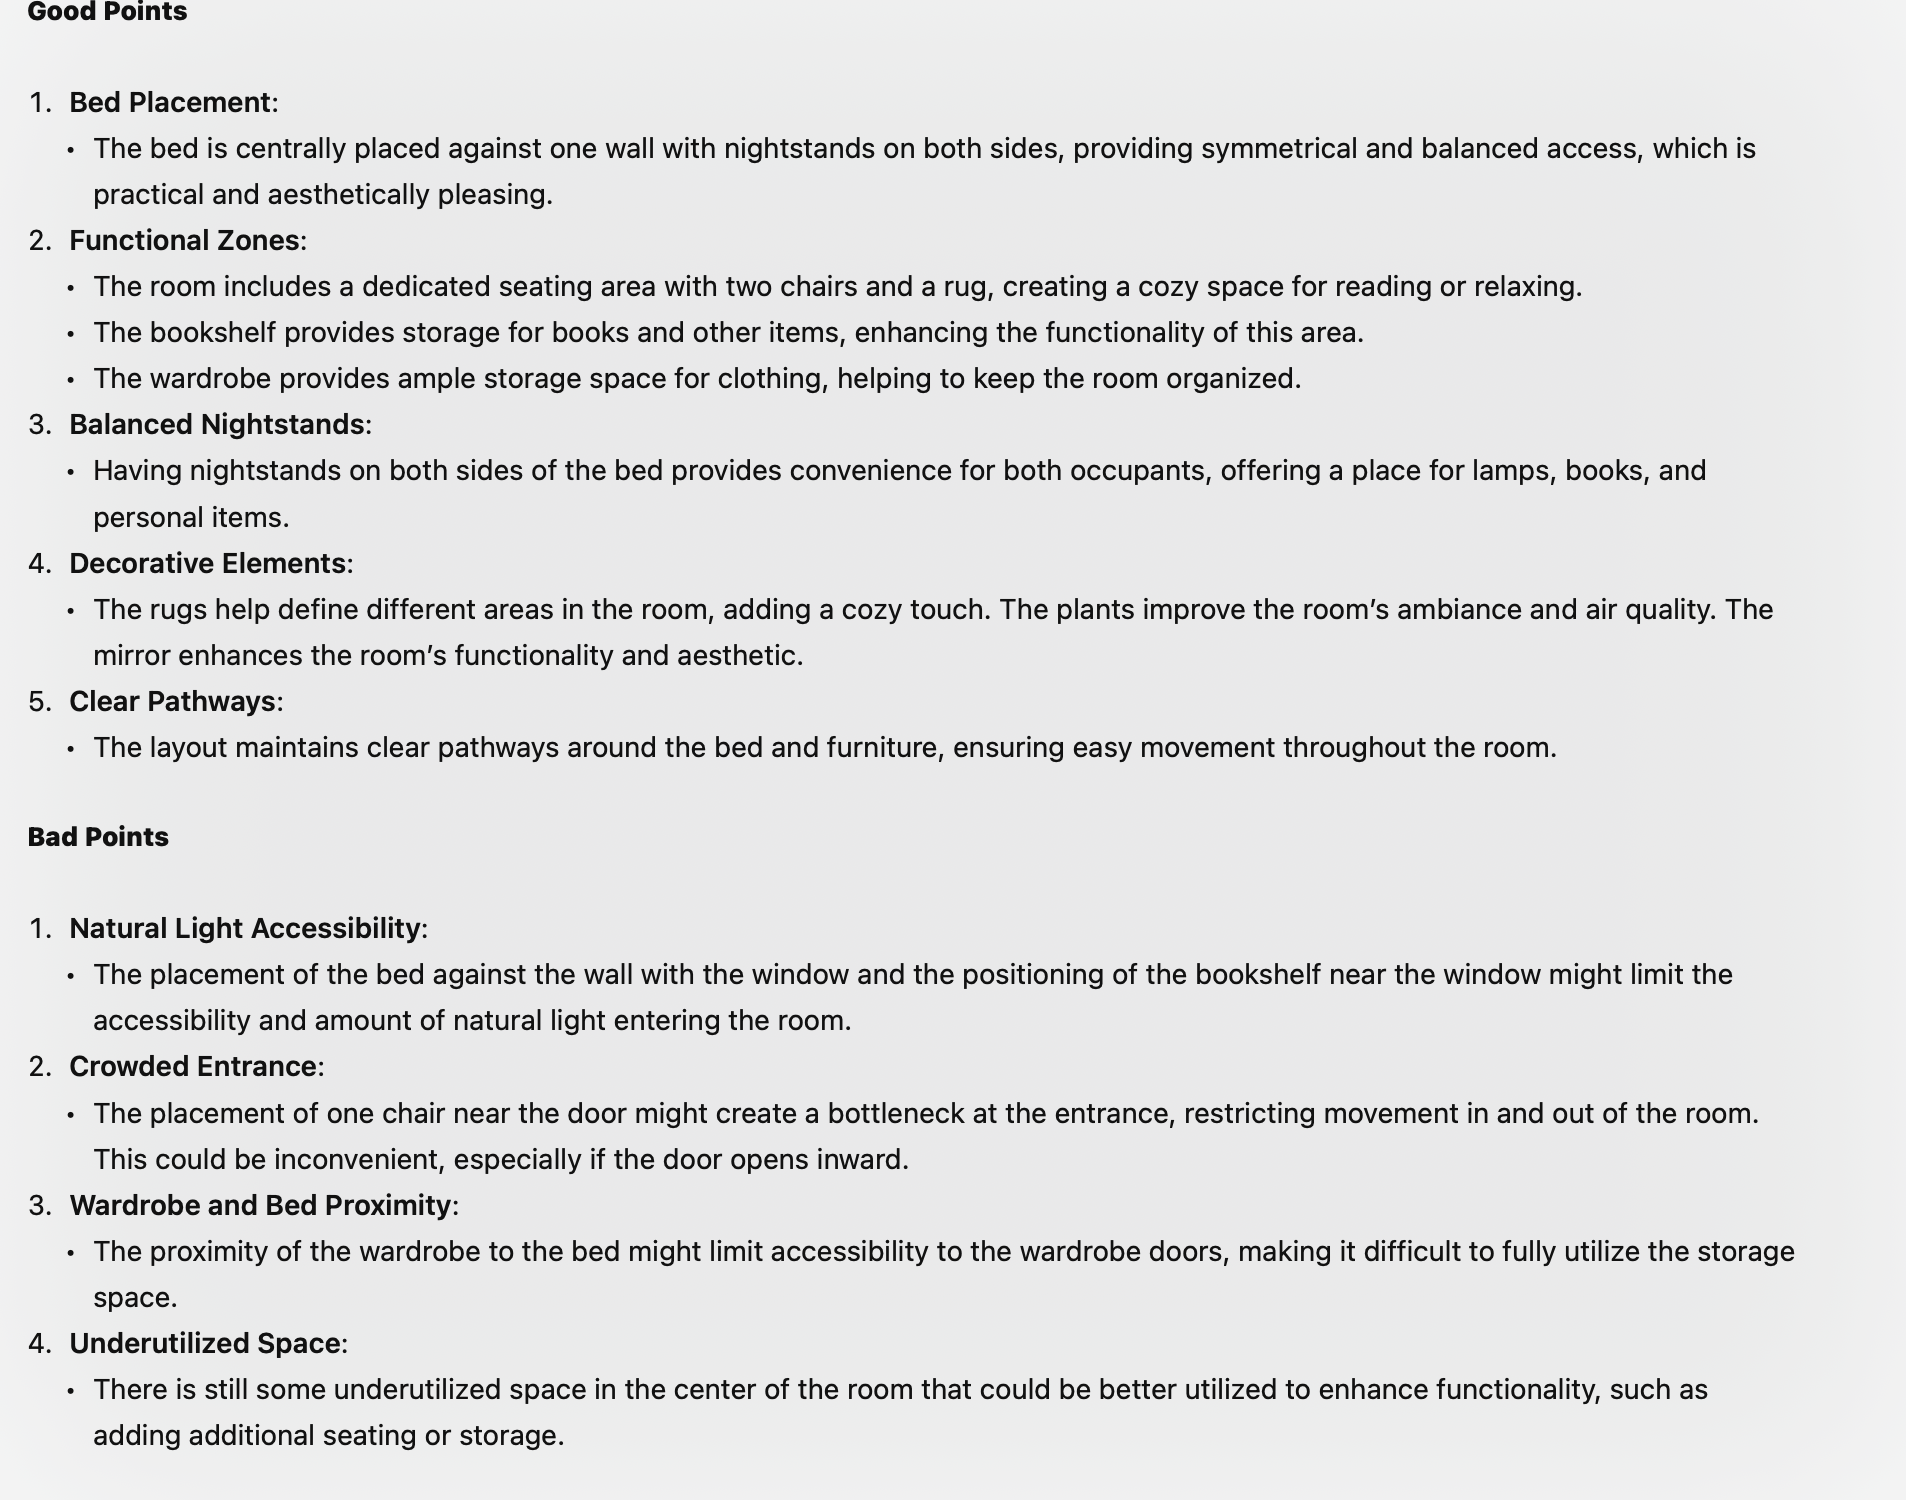 Good Points
1. Bed Placement:
• The bed is centrally placed against one wall with nightstands on both sides, providing symmetrical and balanced access, which is
practical and aesthetically pleasing.
2. Functional Zones:
• The room includes a dedicated seating area with two chairs and a rug, creating a cozy space for reading or relaxing.
• The bookshelf provides storage for books and other items, enhancing the functionality of this area.
• The wardrobe provides ample storage space for clothing, helping to keep the room organized.
3. Balanced Nightstands:
• Having nightstands on both sides of the bed provides convenience for both occupants, offering a place for lamps, books, and
personal items.
4. Decorative Elements:
• The rugs help define different areas in the room, adding a cozy touch. The plants improve the room’s ambiance and air quality. The
mirror enhances the room’s functionality and aesthetic.
5. Clear Pathways:
• The layout maintains clear pathways around the bed and furniture, ensuring easy movement throughout the room.
Bad Points
1. Natural Light Accessibility:
• The placement of the bed against the wall with the window and the positioning of the bookshelf near the window might limit the
accessibility and amount of natural light entering the room.
2. Crowded Entrance:
• The placement of one chair near the door might create a bottleneck at the entrance, restricting movement in and out of the room.
This could be inconvenient, especially if the door opens inward.
3. Wardrobe and Bed Proximity:
• The proximity of the wardrobe to the bed might limit accessibility to the wardrobe doors, making it difficult to fully utilize the storage
space.
4. Underutilized Space:
• There is still some underutilized space in the center of the room that could be better utilized to enhance functionality, such as
adding additional seating or storage.